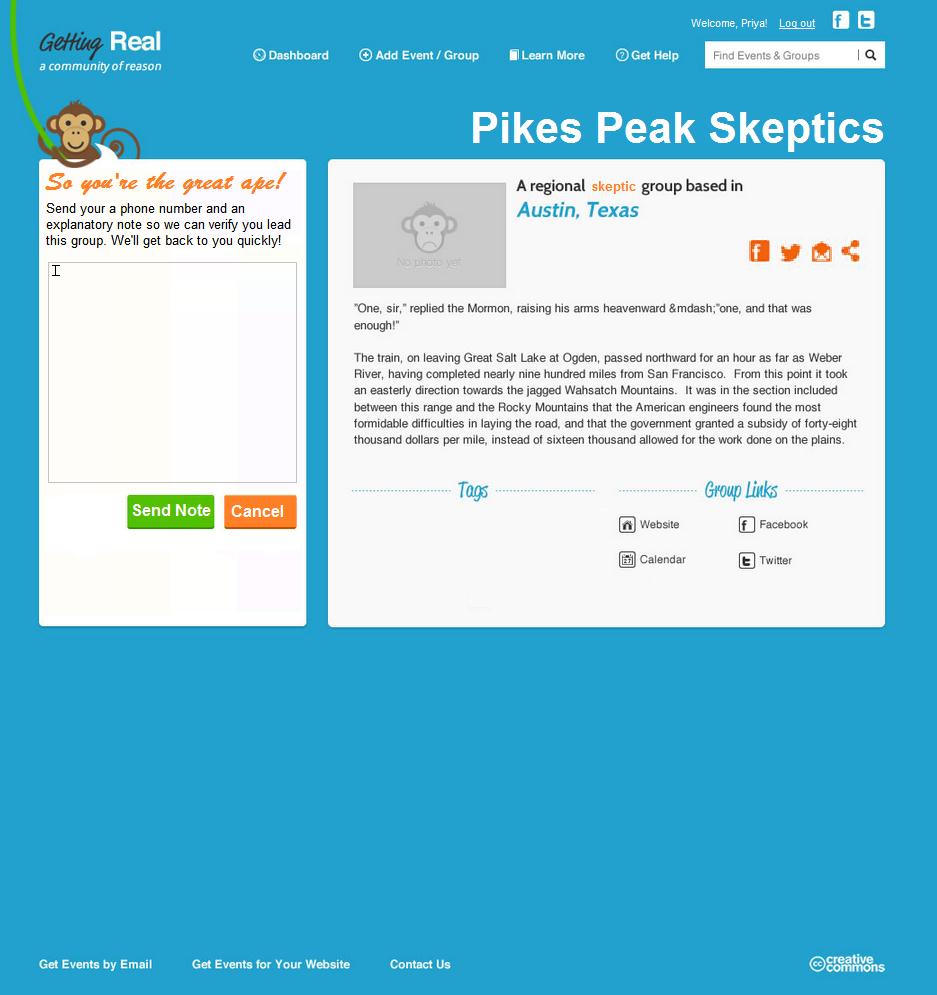 Welcome, Priya! Log out
Getting Real
a community of reason
Dashboard Add Event / Group Learn More Get Help Find Events & Groups
Pikes Peak Skeptics
So you're the great ape!
Send your a phone number and an
explanatory note so we can verify you lead
this group. We'll get back to you quickly!
Send Note Cancel
No photo yet
A regional skeptic group based in
Austin, Texas
"One, sir," replied the Mormon, raising his arms heavenward &mdash;"one, and that was
enough!"
The train, on leaving Great Salt Lake at Ogden, passed northward for an hour as far as Weber
River, having completed nearly nine hundred miles from San Francisco. From this point it took
an easterly direction towards the jagged Wahsatch Mountains. It was in the section included
between this range and the Rocky Mountains that the American engineers found the most
formidable difficulties in laying the road, and that the government granted a subsidy of forty-eight
thousand dollars per mile, instead of sixteen thousand allowed for the work done on the plains.
Tags
Group Links
Website Facebook
Calendar Twitter
Get Events by Email Get Events for Your Website Contact Us
cc creative
commons